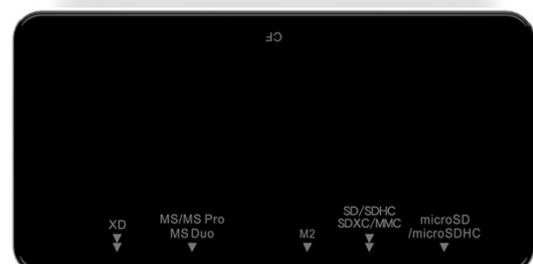 CF
XD
MS/MS Pro
MS Duo
M2
SD/SDHC
SDXC/MMC
microSD
/microSDHC